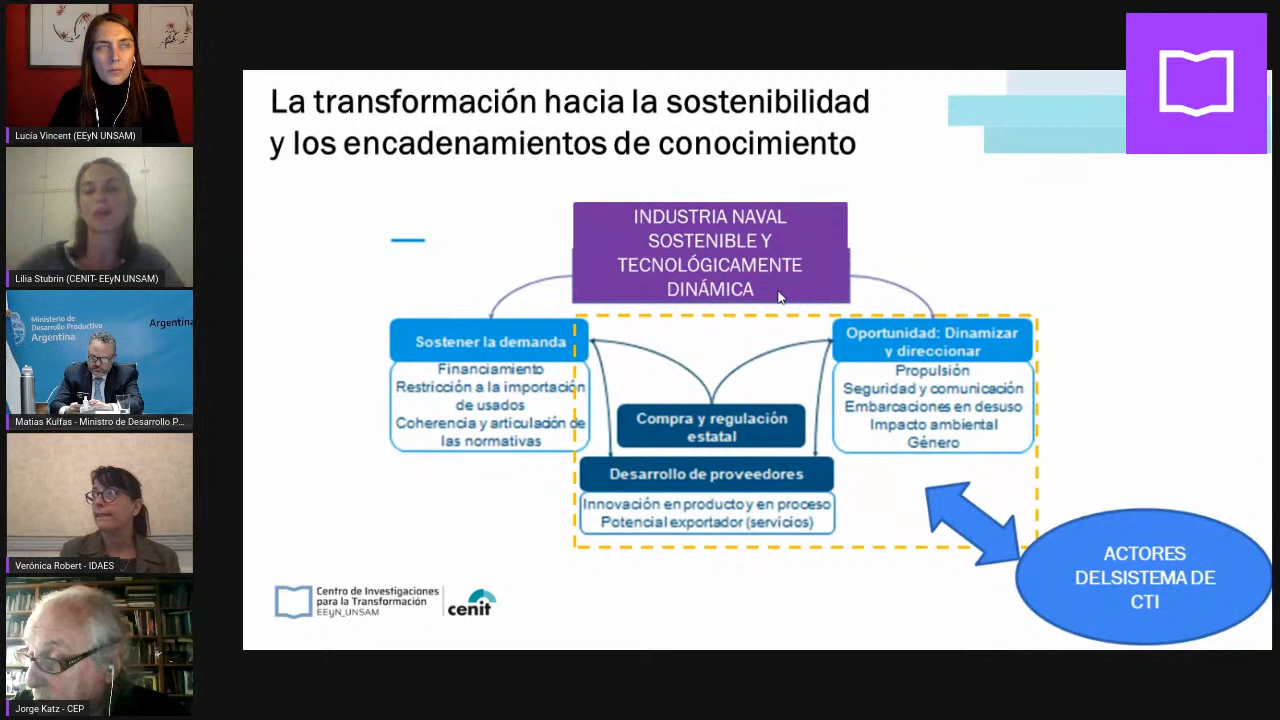 Lucía Vincent (EEyN UNSAM)
Lilia Stubrin (CENIT- EEyN UNSAM)
Ministerio de
Desarrollo Productivo
Argentina
Argentina
Matias Kulfas - Ministro de Desarrollo P...
Verónica Robert - IDAES
Jorge Katz - CEP
La transformación hacia la sostenibilidad
y los encadenamientos de conocimiento
INDUSTRIA NAVAL
SOSTENIBLE Y
TECNOLÓGICAMENTE
DINÁMICA
Sostener la demanda
Financiamiento
Restricción a la importación
de usados
Coherencia y articulación de
las normativas
Compra y regulación
estatal
Desarrollo de proveedores
Innovación en producto y en proceso
Potencial exportador (servicios)
Oportunidad: Dinamizar
y direccionar
Propulsión
Seguridad y comunicación
Embarcaciones en desuso
Impacto ambiental
Género
ACTORES
DELSISTEMA DE
CTI
Centro de Investigaciones
para la Transformación
EEyN_UNSAM
cenit